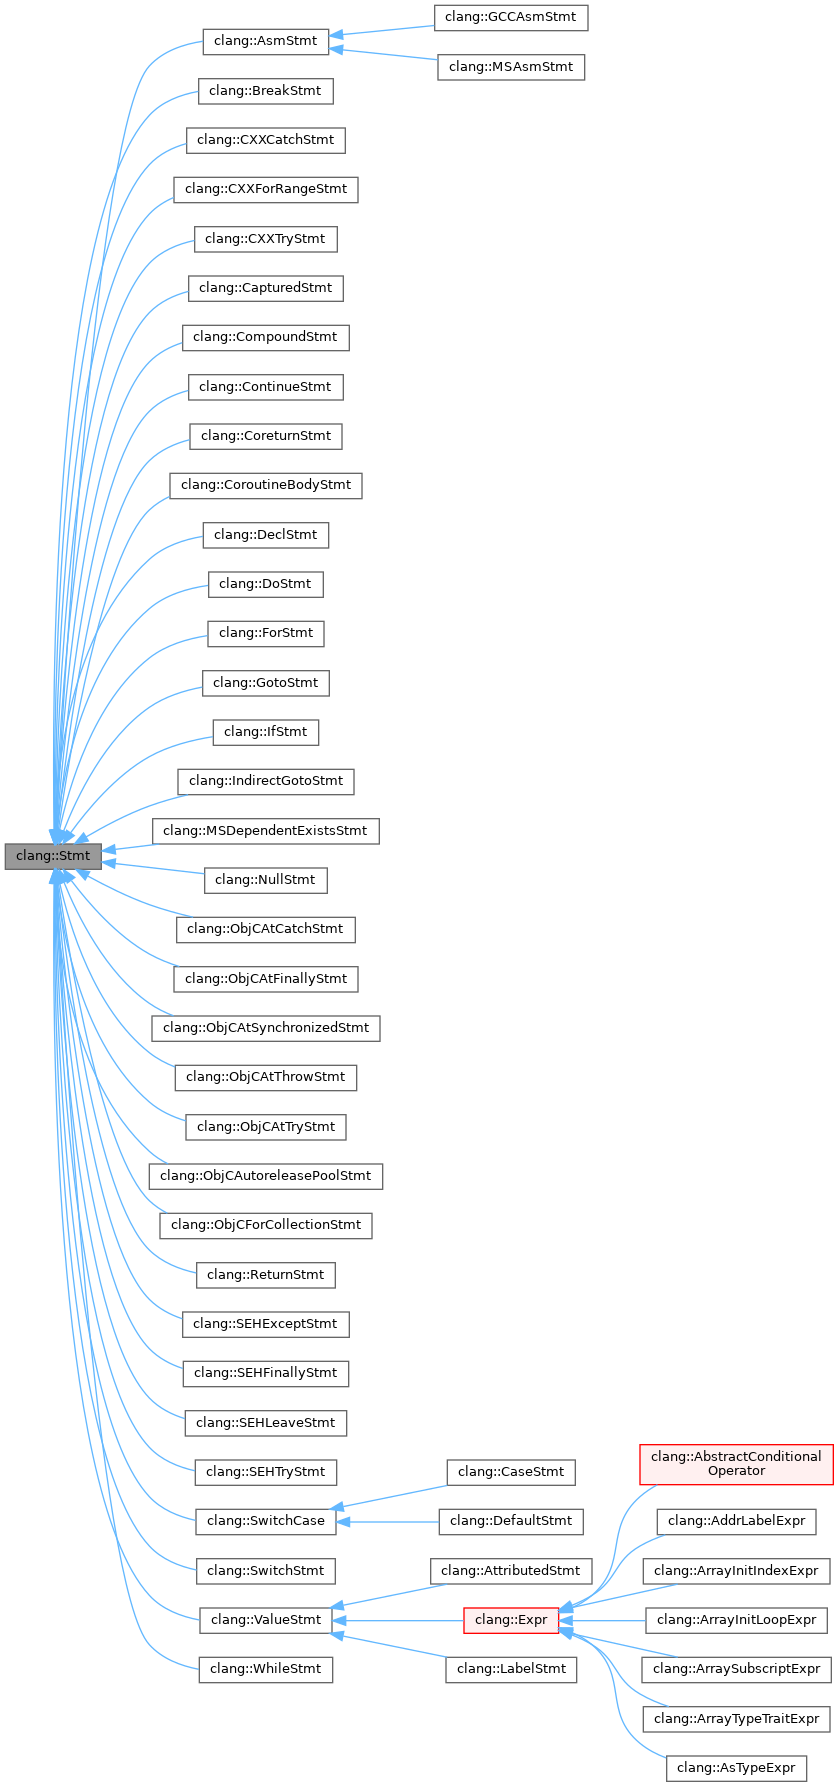 clang::GCCAsmStmt
clang::AsmStmt
clang::MSAsmStmt
clang::BreakStmt
clang::CXXCatchStmt
clang::CXXForRangeStmt
clang::CXXTryStmt
clang::CapturedStmt
clang::CompoundStmt
clang::ContinueStmt
clang::CoreturnStmt
clang::CoroutineBodyStmt
clang::DeclStmt
clang::DoStmt
clang::ForStmt
clang::GotoStmt
clang::IfStmt
clang::IndirectGotoStmt
clang::MSDependentExistsStmt
clang::Stmt
clang::NullStmt
clang::ObjCAtCatchStmt
clang::ObjCAtFinallyStmt
clang::ObjCAtSynchronizedStmt
clang::ObjCAtThrowStmt
clang::ObjCAtTryStmt
clang::ObjCAutoreleasePoolStmt
clang::ObjCForCollectionStmt
clang::ReturnStmt
clang::SEHExceptStmt
clang::SEHFinallyStmt
clang::SEHLeaveStmt
clang::SEHTryStmt
clang::CaseStmt
clang::AbstractConditional
Operator
clang::SwitchCase
clang::DefaultStmt
clang::AddrLabelExpr
clang::SwitchStmt
clang::AttributedStmt
clang::ArrayInitIndexExpr
clang::ValueStmt
clang::Expr
clang::ArrayInitLoopExpr
clang::WhileStmt
clang::LabelStmt
clang::ArraySubscriptExpr
clang::ArrayTypeTraitExpr
clang::AsTypeExpr